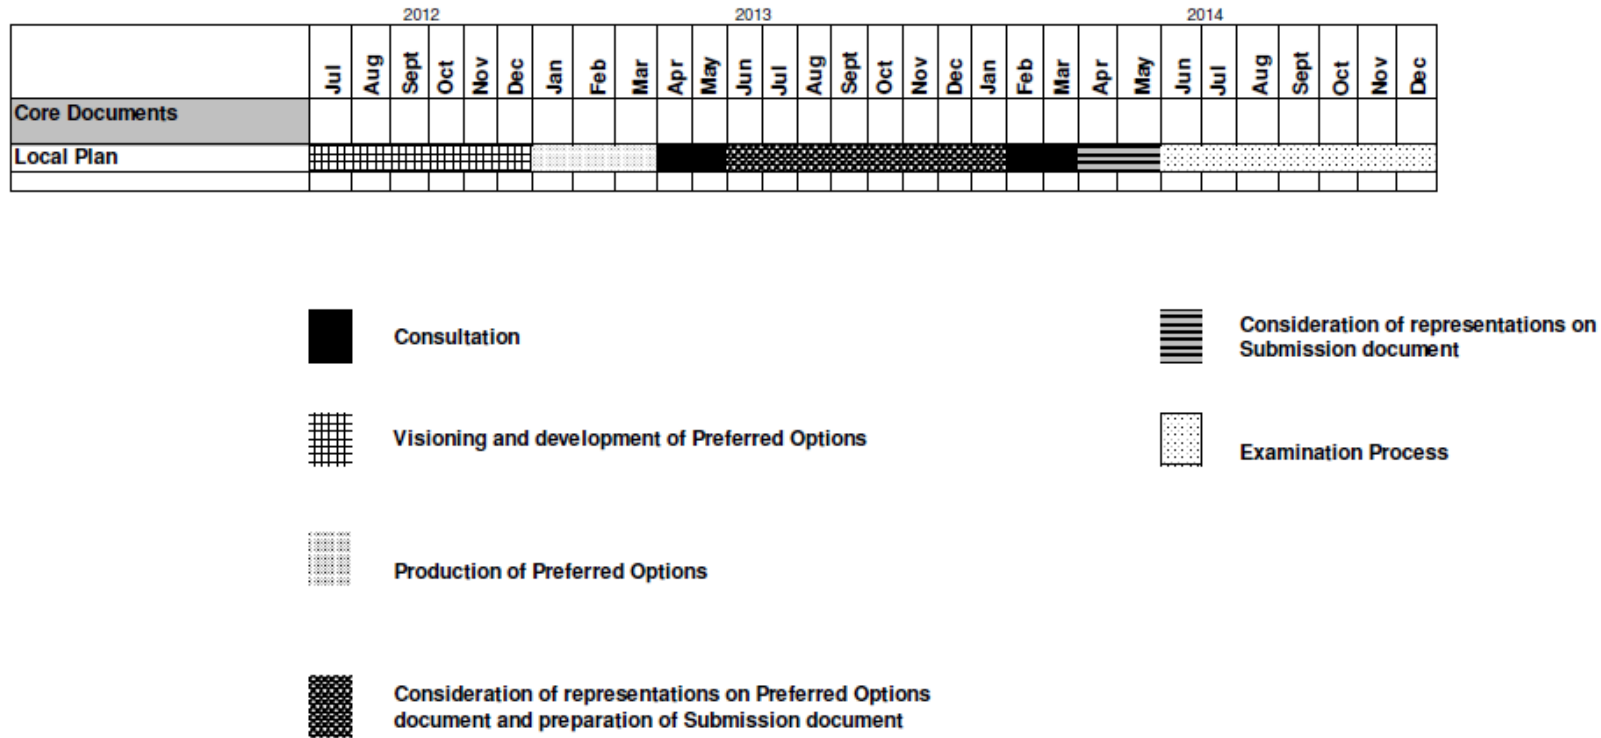 2012 2013 2014
Jul Aug Sept Oct Nov Dec Jan Feb Mar Apr May Jun Jul Aug Sept Oct Nov Dec Jan Feb Mar Apr May Jun Jul Aug Sept Oct Nov Dec
Core Documents
Local Plan
Consultation
Consideration of representations on
Submission document
Visioning and development of Preferred Options
Examination Process
Production of Preferred Options
Consideration of representations on Preferred Options
document and preparation of Submission document